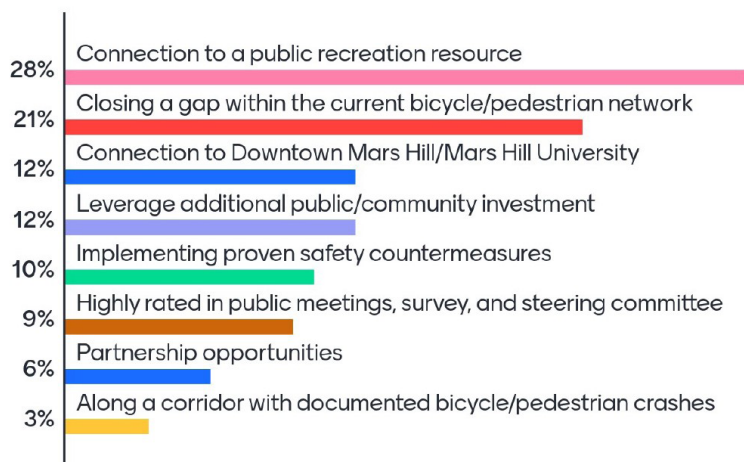 Connection to a public recreation resource
28%
Closing a gap within the current bicycle/pedestrian network
21%
Connection to Downtown Mars Hill/Mars Hill University
12%
Leverage additional public/community investment
12%
Implementing proven safety countermeasures
10%
Highly rated in public meetings, survey, and steering committee
9%
Partnership opportunities
6%
Along a corridor with documented bicycle/pedestrian crashes
3%